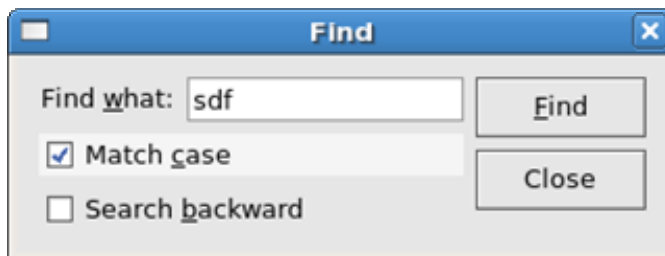 Find
Find what: sdf
Find
Match case
Close
Search backward